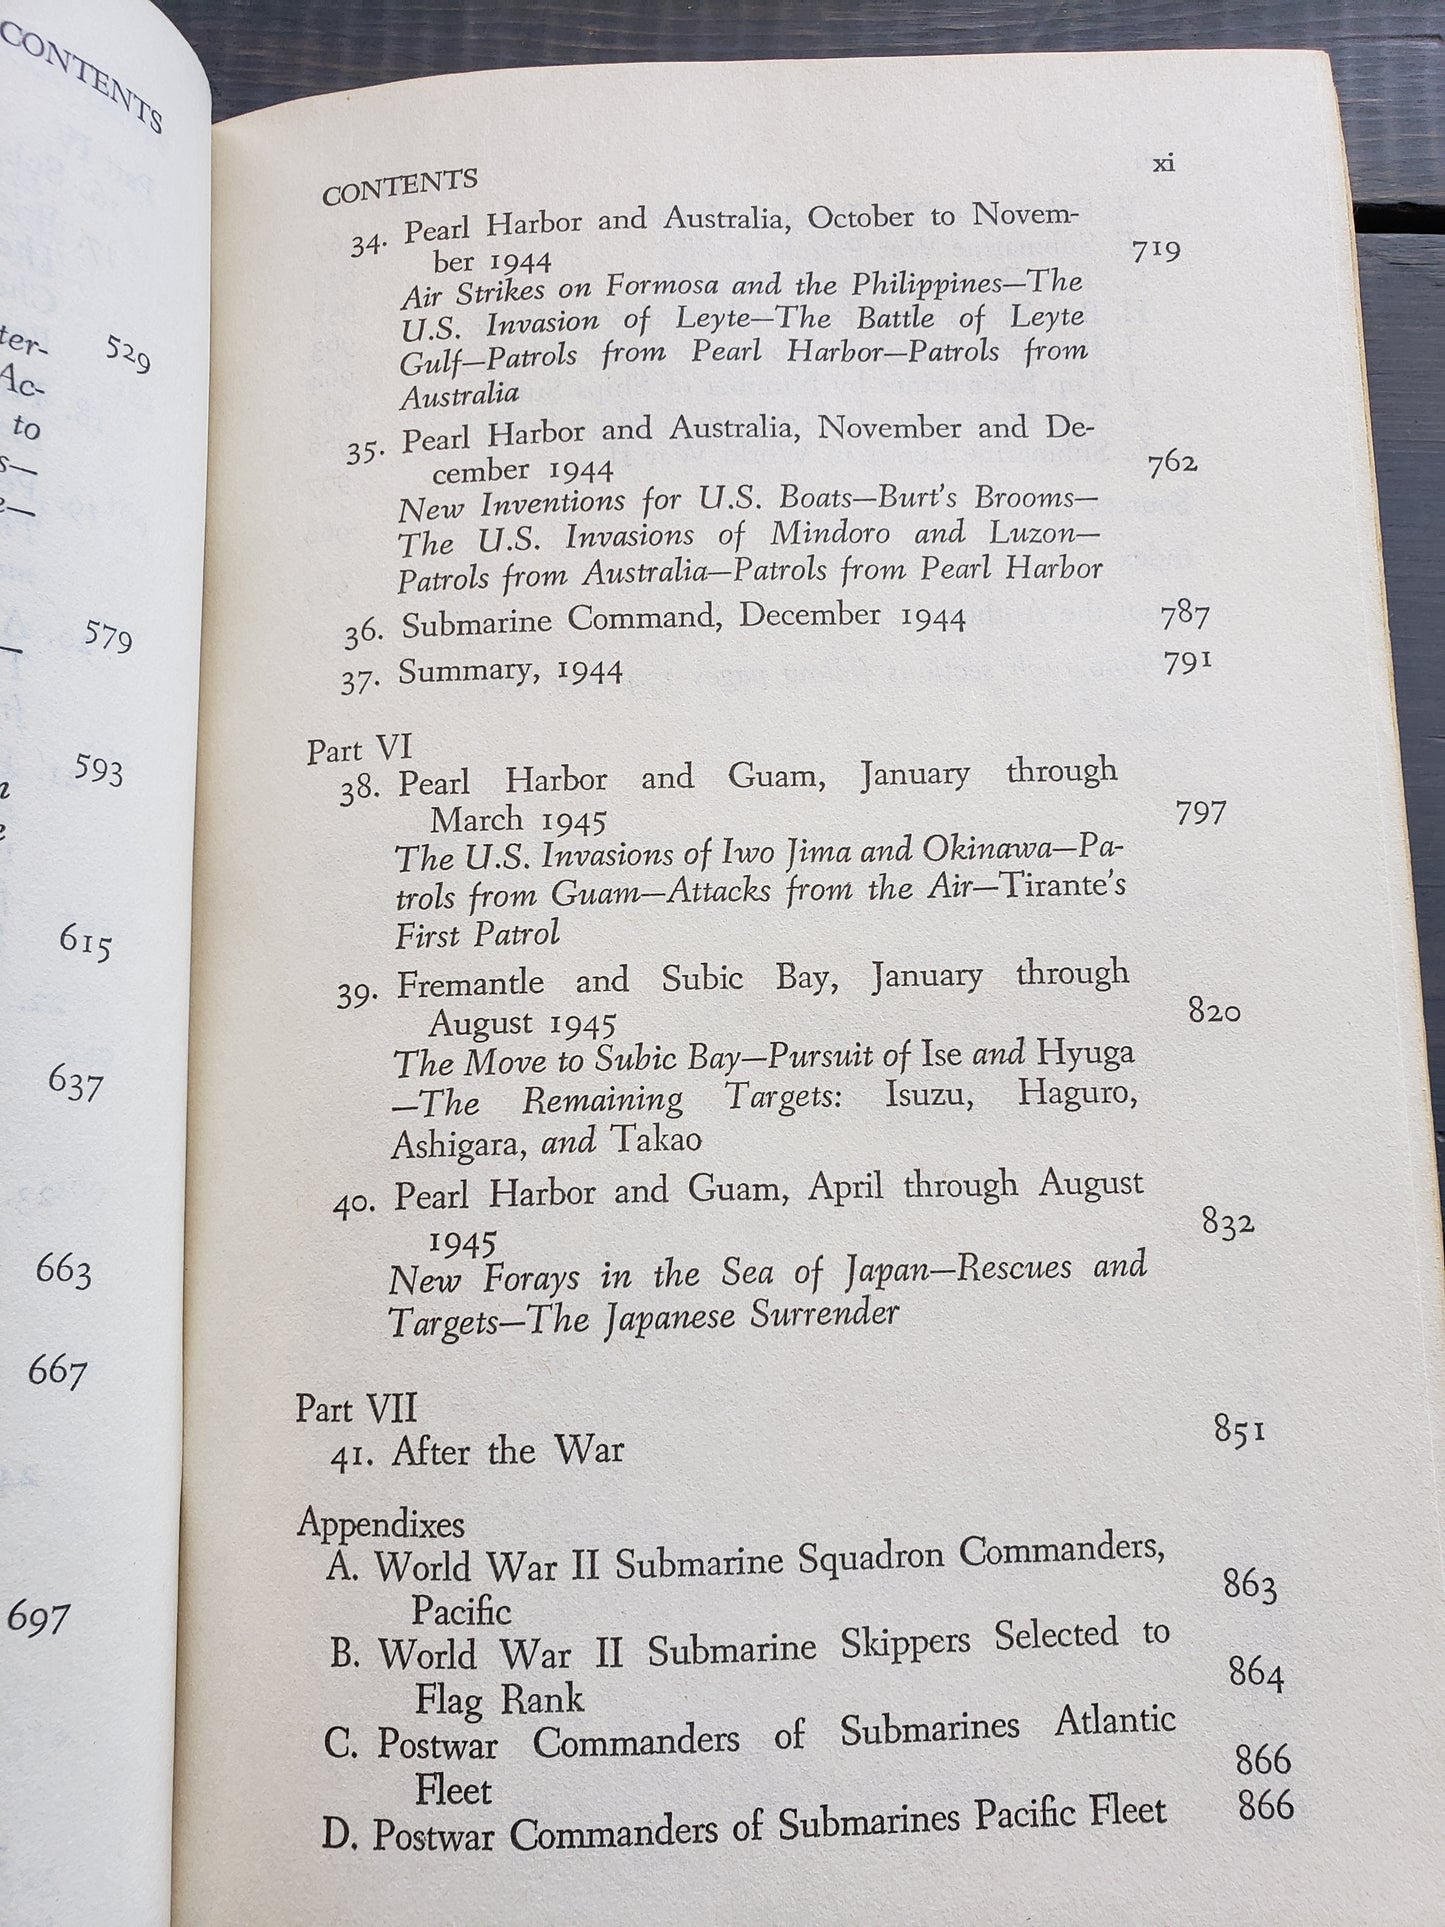 CONTENTS
ter-
529
Ac-
to
s—
e—
579
593
615
637
663
667
697
CONTENTS
xi
34. Pearl Harbor and Australia, October to Novem-
ber 1944
719
Air Strikes on Formosa and the Philippines—The
U.S. Invasion of Leyte—The Battle of Leyte
Gulf—Patrols from Pearl Harbor—Patrols from
Australia
35. Pearl Harbor and Australia, November and De-
cember 1944
762
New Inventions for U.S. Boats—Burt's Brooms—
The U.S. Invasions of Mindoro and Luzon—
Patrols from Australia—Patrols from Pearl Harbor
36. Submarine Command, December 1944 787
37. Summary, 1944 791
Part VI
38. Pearl Harbor and Guam, January through
March 1945
797
The U.S. Invasions of Iwo Jima and Okinawa—Pa-
trols from Guam—Attacks from the Air—Tirante's
First Patrol
39. Fremantle and Subic Bay, January through
August 1945
820
The Move to Subic Bay—Pursuit of Ise and Hyuga
—The Remaining Targets: Isuzu, Haguro,
Ashigara, and Takao
40. Pearl Harbor and Guam, April through August
1945
832
New Forays in the Sea of Japan—Rescues and
Targets—The Japanese Surrender
Part VII
41. After the War 851
Appendixes
A. World War II Submarine Squadron Commanders,
Pacific
863
B. World War II Submarine Skippers Selected to
Flag Rank
864
C. Postwar Commanders of Submarines Atlantic
Fleet
866
D. Postwar Commanders of Submarines Pacific Fleet 866